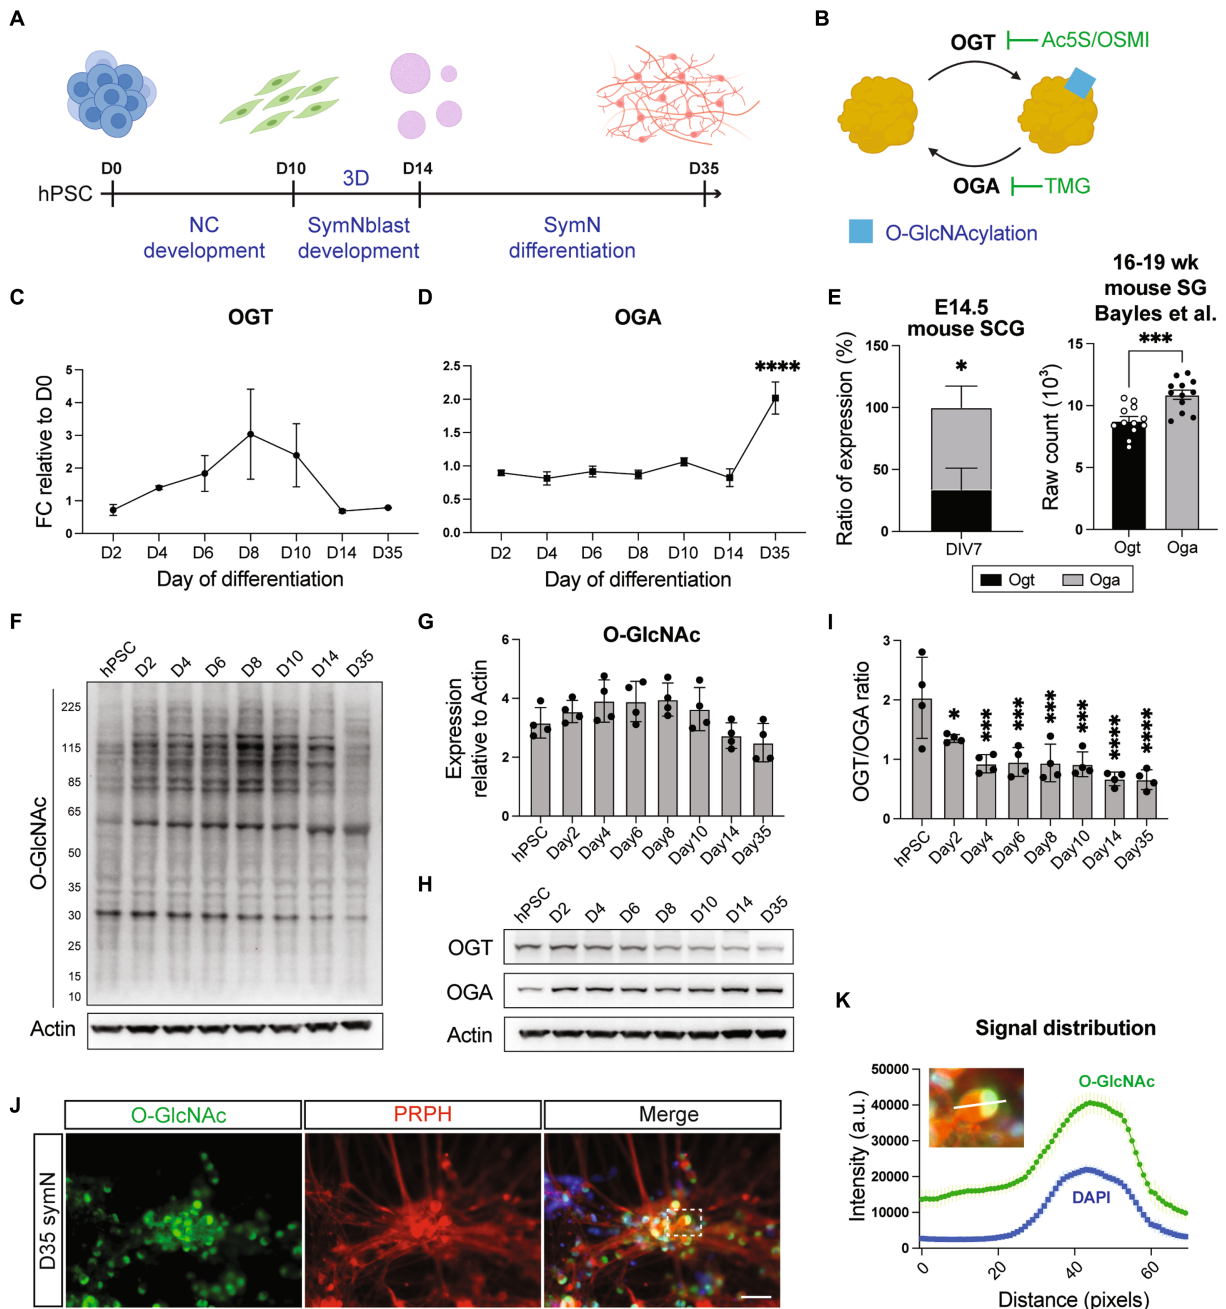 A
D0
D10
3D
D14
D35
hPSC
NC
development
SymNblast
development
SymN
differentiation
B
OGT
Ac5S/OSMI
OGA
TMG
O-GlcNAcylation
C
OGT
FC relative to D0
5
4
3
2
1
0
D2 D4 D6 D8 D10 D14 D35
Day of differentiation
D
OGA
2.5
2.0
1.5
1.0
0.5
0.0
****
D2 D4 D6 D8 D10 D14 D35
Day of differentiation
E
E14.5
mouse SCG
Ratio of expression (%)
150
100
50
0
*
DIV7
16-19 wk
mouse SG
Bayles et al.
Raw count (10³)
15
10
5
0
***
Ogt Oga
Ogt Oga
F
hPSC D2 D4 D6 D8 D10 D14 D35
O-GlcNAc
225
115
85
65
50
35
30
25
15
10
Actin
G
O-GlcNAc
Expression
relative to Actin
6
4
2
0
hPSC Day2 Day4 Day6 Day8 Day10 Day14 Day35
H
hPSC D2 D4 D6 D8 D10 D14 D35
OGT
OGA
Actin
I
OGT/OGA ratio
3
2
1
0
* *** *** *** *** **** ****
hPSC Day2 Day4 Day6 Day8 Day10 Day14 Day35
J
O-GlcNAc PRPH Merge
D35 symN
K
Signal distribution
Intensity (a.u.)
50000
40000
30000
20000
10000
0
O-GlcNAc
DAPI
0 20 40 60
Distance (pixels)